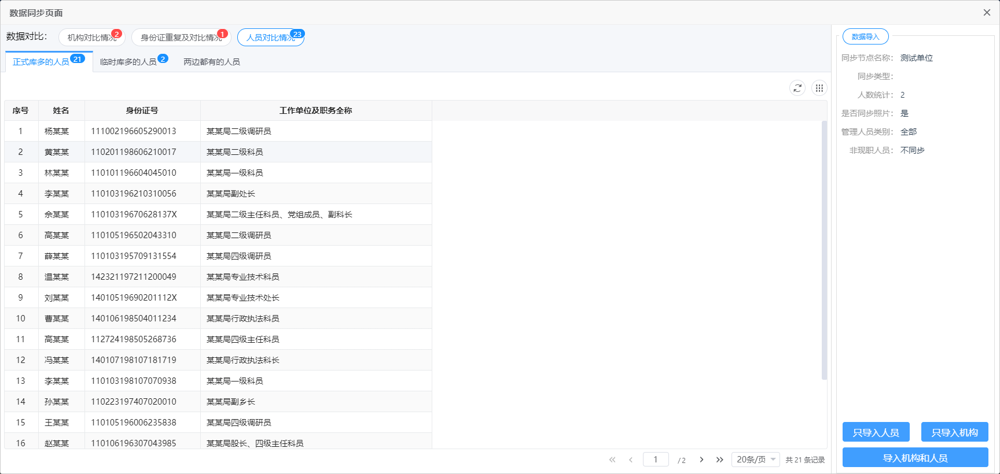 数据同步页面
数据对比： 机构对比情况 2 身份证重复及对比情况 1 人员对比情况 23
正式库多的人员 21 临时库多的人员 2 两边都有的人员
序号 姓名 身份证号 工作单位及职务全称
1 杨某某 111002196605290013 某某局二级调研员
2 黄某某 110201198606210017 某某局二级科员
3 林某某 110101196604045010 某某局一级科员
4 李某某 110103196210310056 某某局副处长
5 余某某 11010319670628137X 某某局二级主任科员、党组成员、副科长
6 高某某 110105196502043310 某某局二级调研员
7 薛某某 110103195709131554 某某局四级调研员
8 温某某 142321197211200049 某某局专业技术科员
9 刘某某 14010519690201112X 某某局专业技术处长
10 曹某某 140106198504011234 某某局行政执法科员
11 高某某 112724198505268736 某某局四级主任科员
12 冯某某 140107198107181719 某某局行政执法科长
13 李某某 110103198107070938 某某局一级科员
14 孙某某 110223197407020010 某某局副乡长
15 王某某 110105196006235838 某某局四级调研员
16 赵某某 110106196307043985 某某局股长、四级主任科员
1 /2 20条/页 共 21 条记录
数据导入
同步节点名称： 测试单位
同步类型：
人数统计： 2
是否同步照片： 是
管理人员类别： 全部
非现职人员： 不同步
只导入人员 只导入机构
导入机构和人员